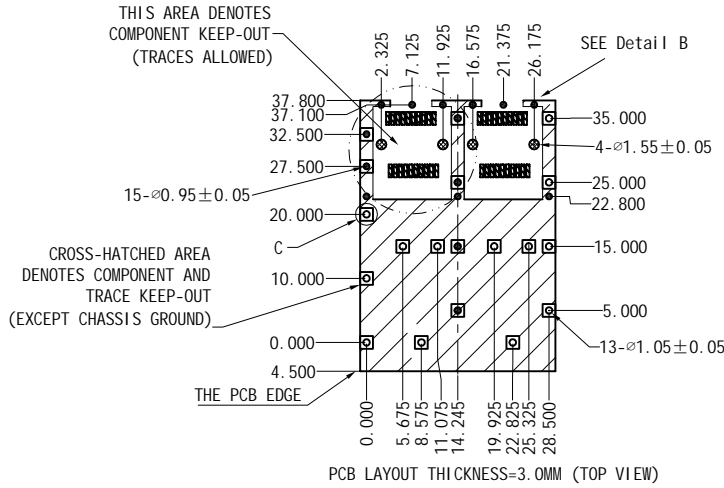 THIS AREA DENOTES
COMPONENT KEEP-OUT
(TRACES ALLOWED)
2.325
7.125
11.925
16.575
21.375
26.175
SEE Detail B
37.800
37.100
32.500
27.500
15-⌀0.95±0.05
20.000
C
CROSS-HATCHED AREA
DENOTES COMPONENT AND
TRACE KEEP-OUT
(EXCEPT CHASSIS GROUND)
10.000
0.000
4.500
THE PCB EDGE
35.000
4-⌀1.55±0.05
25.000
22.800
15.000
5.000
13-⌀1.05±0.05
0.000
5.675
8.575
11.075
14.245
19.925
22.825
25.325
28.500
PCB LAYOUT THICKNESS=3.0MM (TOP VIEW)